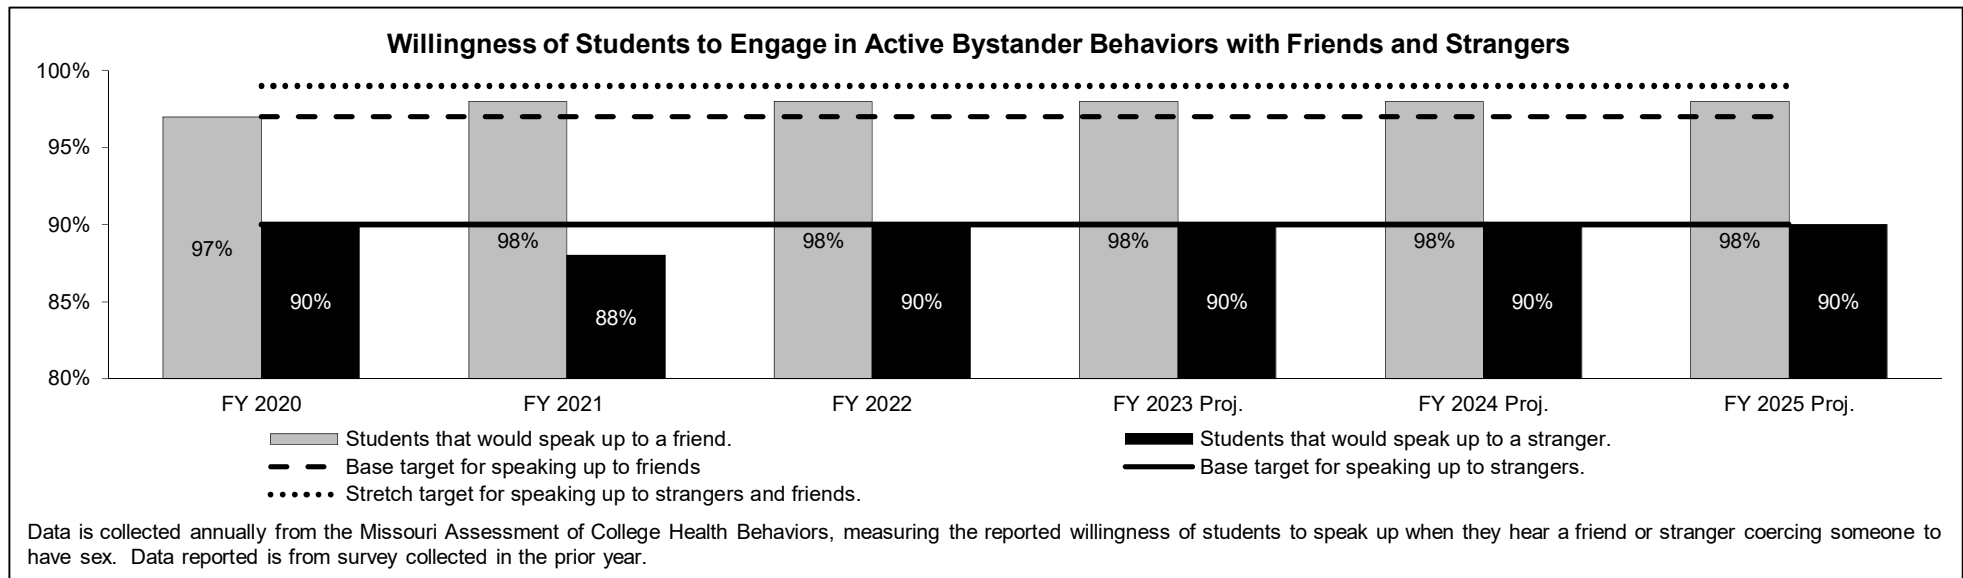 Willingness of Students to Engage in Active Bystander Behaviors with Friends and Strangers
100%
95%
90%
85%
80%
97%
90%
98%
88%
98%
90%
98%
90%
98%
90%
98%
90%
FY 2020
FY 2021
FY 2022
FY 2023 Proj.
FY 2024 Proj.
FY 2025 Proj.
Students that would speak up to a friend.
Students that would speak up to a stranger.
Base target for speaking up to friends
Base target for speaking up to strangers.
Stretch target for speaking up to strangers and friends.
Data is collected annually from the Missouri Assessment of College Health Behaviors, measuring the reported willingness of students to speak up when they hear a friend or stranger coercing someone to
have sex. Data reported is from survey collected in the prior year.